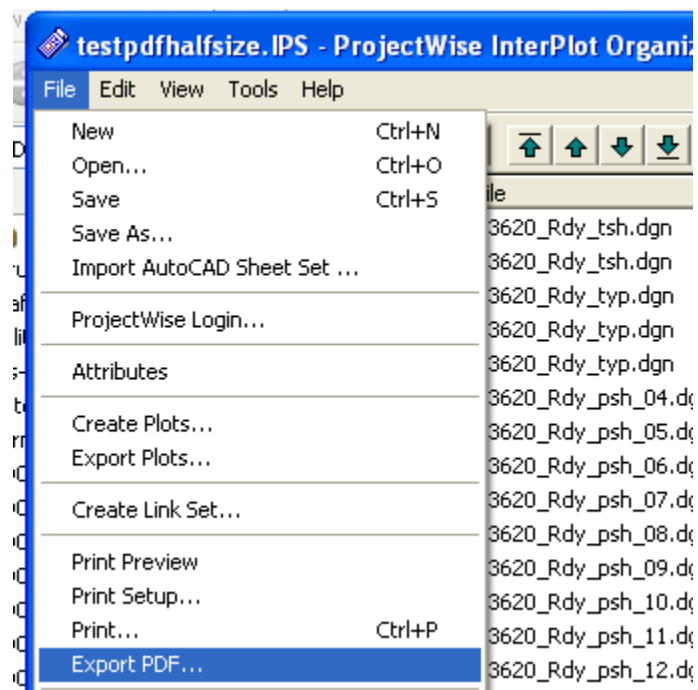 testpdfhalfsize.IPS - ProjectWise InterPlot
File Edit View Tools Help
New Ctrl+N
Open... Ctrl+O
Save Ctrl+S
Save As...
Import AutoCAD Sheet Set ...
ProjectWise Login...
Attributes
Create Plots...
Export Plots...
Create Link Set...
Print Preview
Print Setup...
Print... Ctrl+P
Export PDF...
3620_Rdy_tsh.dgn
3620_Rdy_tsh.dgn
3620_Rdy_typ.dgn
3620_Rdy_typ.dgn
3620_Rdy_typ.dgn
3620_Rdy_psh_04.dg
3620_Rdy_psh_05.dg
3620_Rdy_psh_06.dg
3620_Rdy_psh_07.dg
3620_Rdy_psh_08.dg
3620_Rdy_psh_09.dg
3620_Rdy_psh_10.dg
3620_Rdy_psh_11.dg
3620_Rdy_psh_12.dg